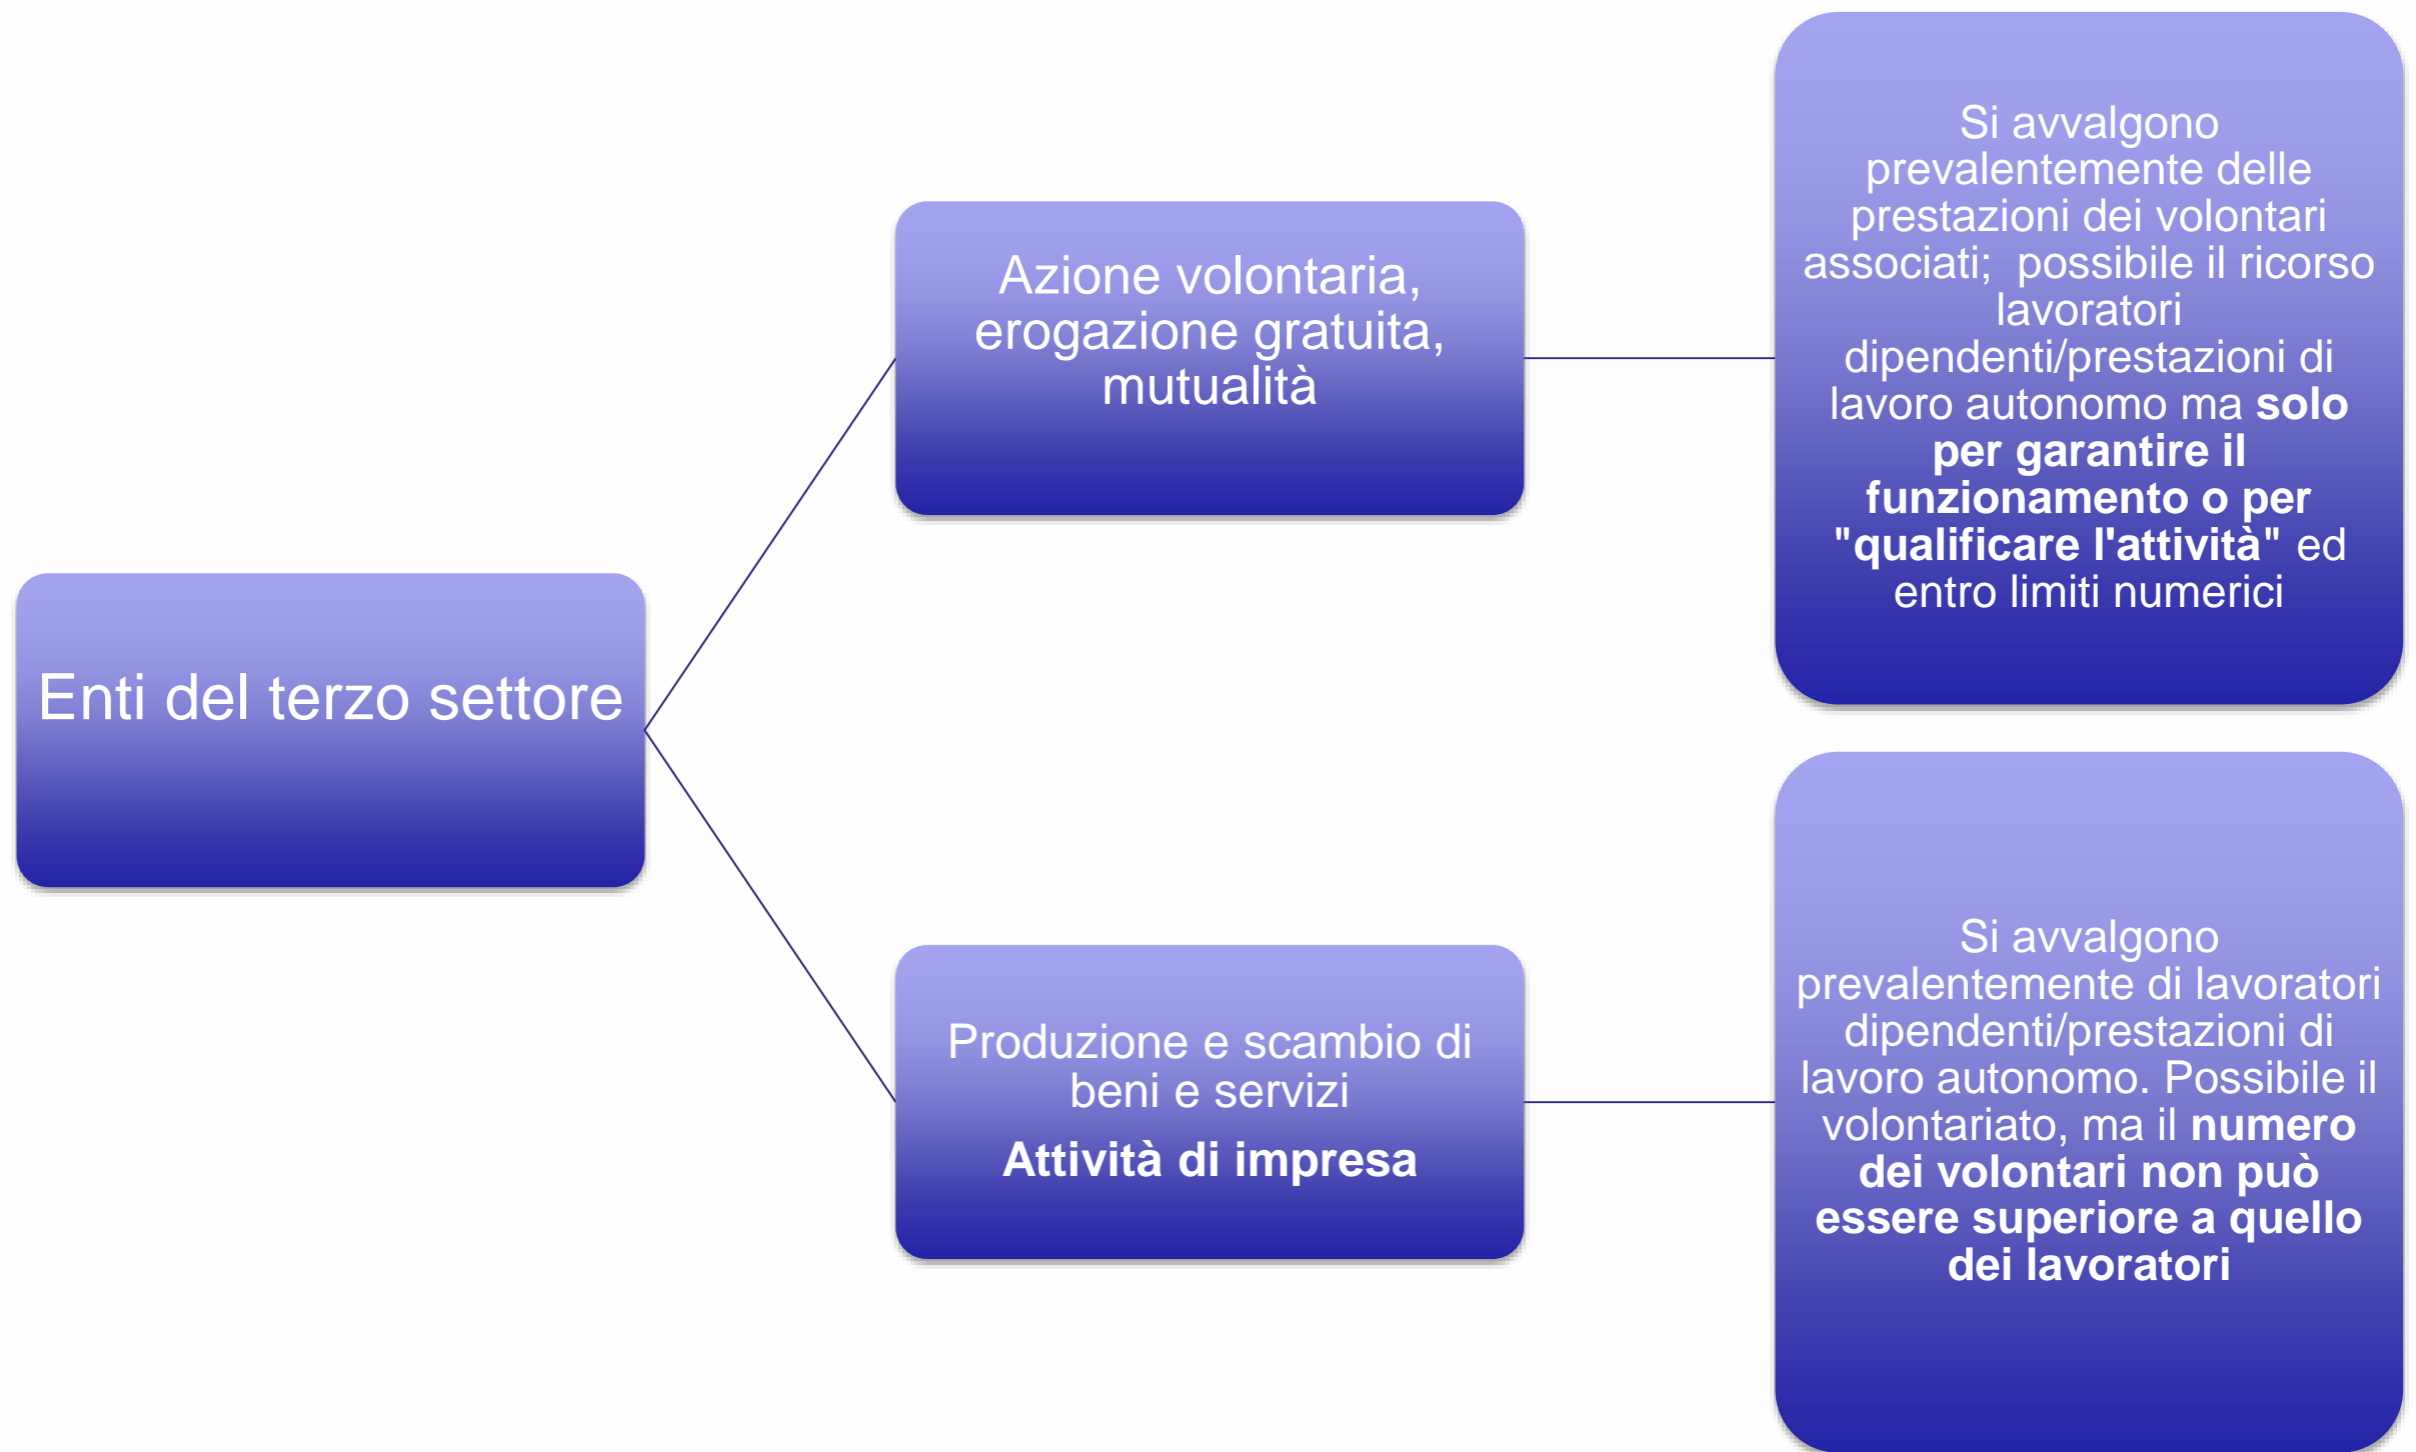 Enti del terzo settore
Azione volontaria,
erogazione gratuita,
mutualità
Si avvalgono
prevalentemente delle
prestazioni dei volontari
associati;  possibile il ricorso
lavoratori
dipendenti/prestazioni di
lavoro autonomo ma solo
per garantire il
funzionamento o per
"qualificare l'attività" ed
entro limiti numerici
Produzione e scambio di
beni e servizi
Attività di impresa
Si avvalgono
prevalentemente di lavoratori
dipendenti/prestazioni di
lavoro autonomo. Possibile il
volontariato, ma il numero
dei volontari non può
essere superiore a quello
dei lavoratori